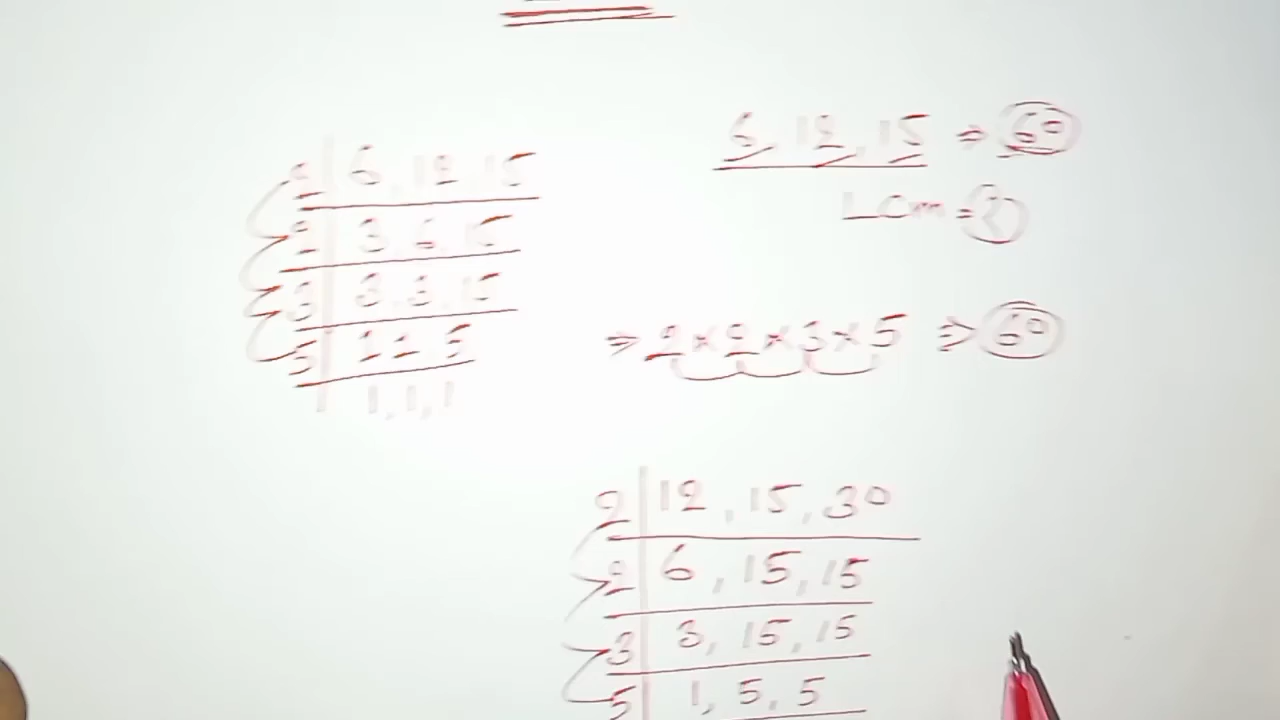 2 | 6, 12, 15
2 | 3, 6, 15
3 | 3, 3, 15
5 | 1, 1, 5
1, 1, 1
6, 12, 15 ⇒ 60
LCM = ?
⇒ 2 × 2 × 3 × 5 ⇒ 60
2 | 12, 15, 30
2 | 6, 15, 15
3 | 3, 15, 15
5 | 1, 5, 5